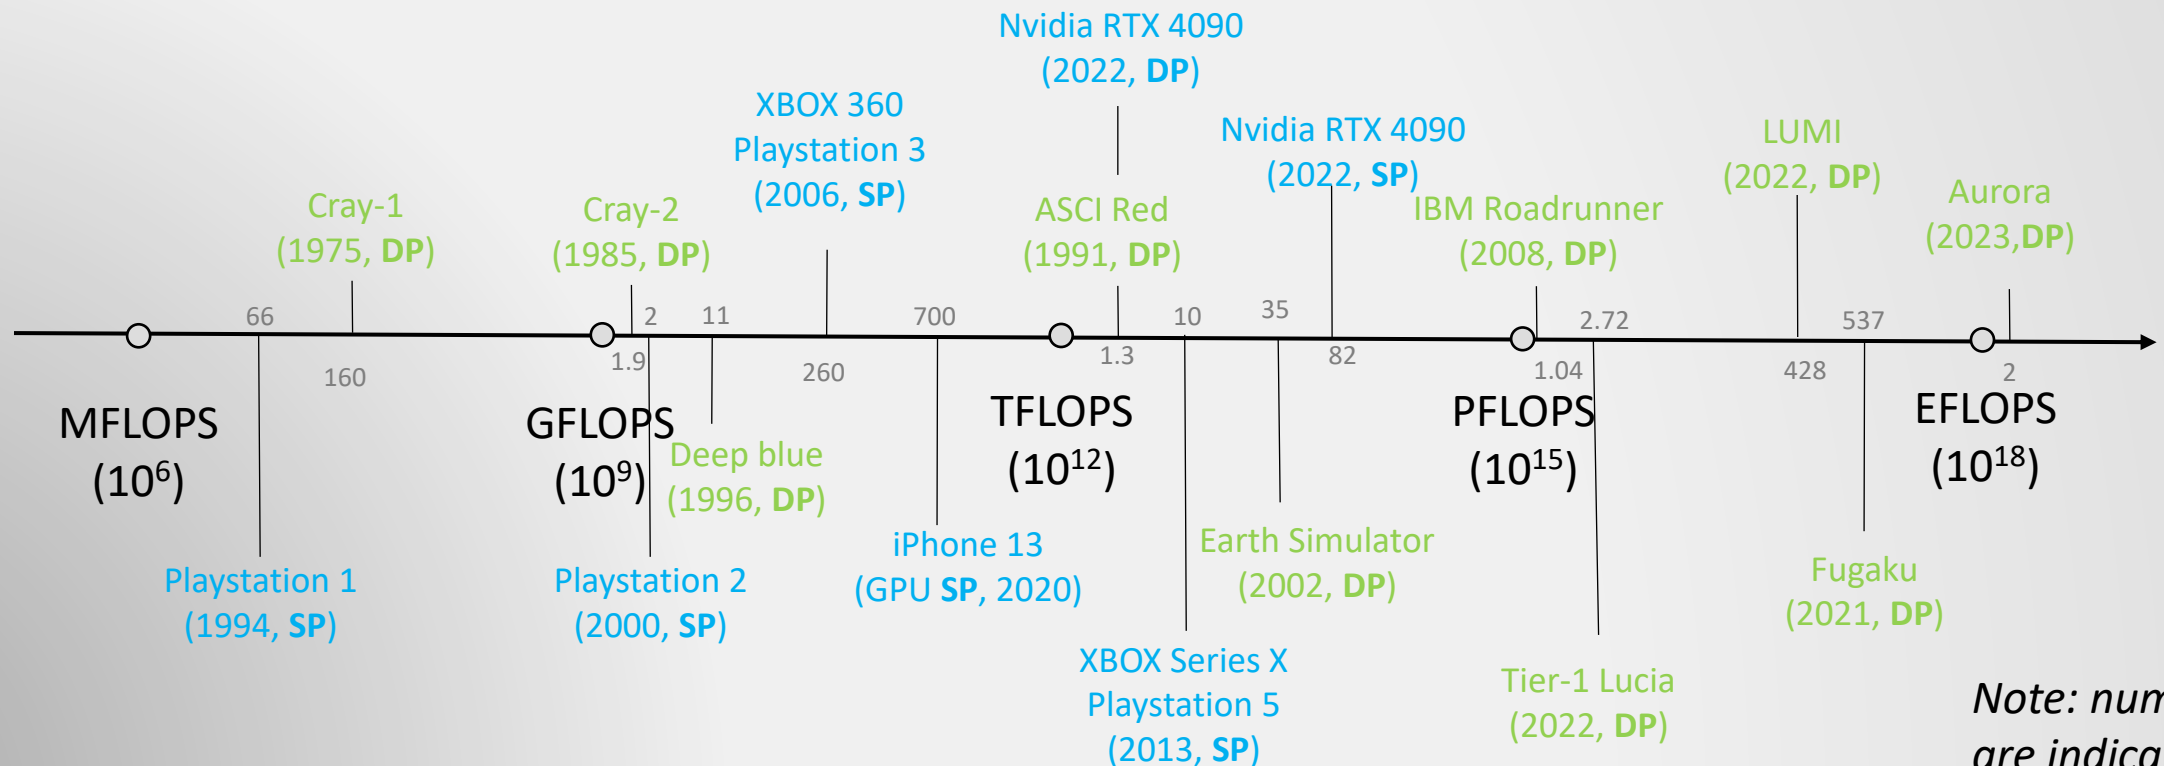 Nvidia RTX 4090
(2022, DP)
XBOX 360
Playstation 3
(2006, SP)
Nvidia RTX 4090
(2022, SP)
LUMI
(2022, DP)
Cray-1
(1975, DP)
Cray-2
(1985, DP)
ASCI Red
(1991, DP)
IBM Roadrunner
(2008, DP)
Aurora
(2023,DP)
66
2
11
700
10
35
2.72
537
160
1.9
260
1.3
82
1.04
428
2
MFLOPS
(10⁶)
GFLOPS
(10⁹)
TFLOPS
(10¹²)
PFLOPS
(10¹⁵)
EFLOPS
(10¹⁸)
Deep blue
(1996, DP)
Playstation 1
(1994, SP)
Playstation 2
(2000, SP)
iPhone 13
(GPU SP, 2020)
Earth Simulator
(2002, DP)
Fugaku
(2021, DP)
XBOX Series X
Playstation 5
(2013, SP)
Tier-1 Lucia
(2022, DP)
Note:
are